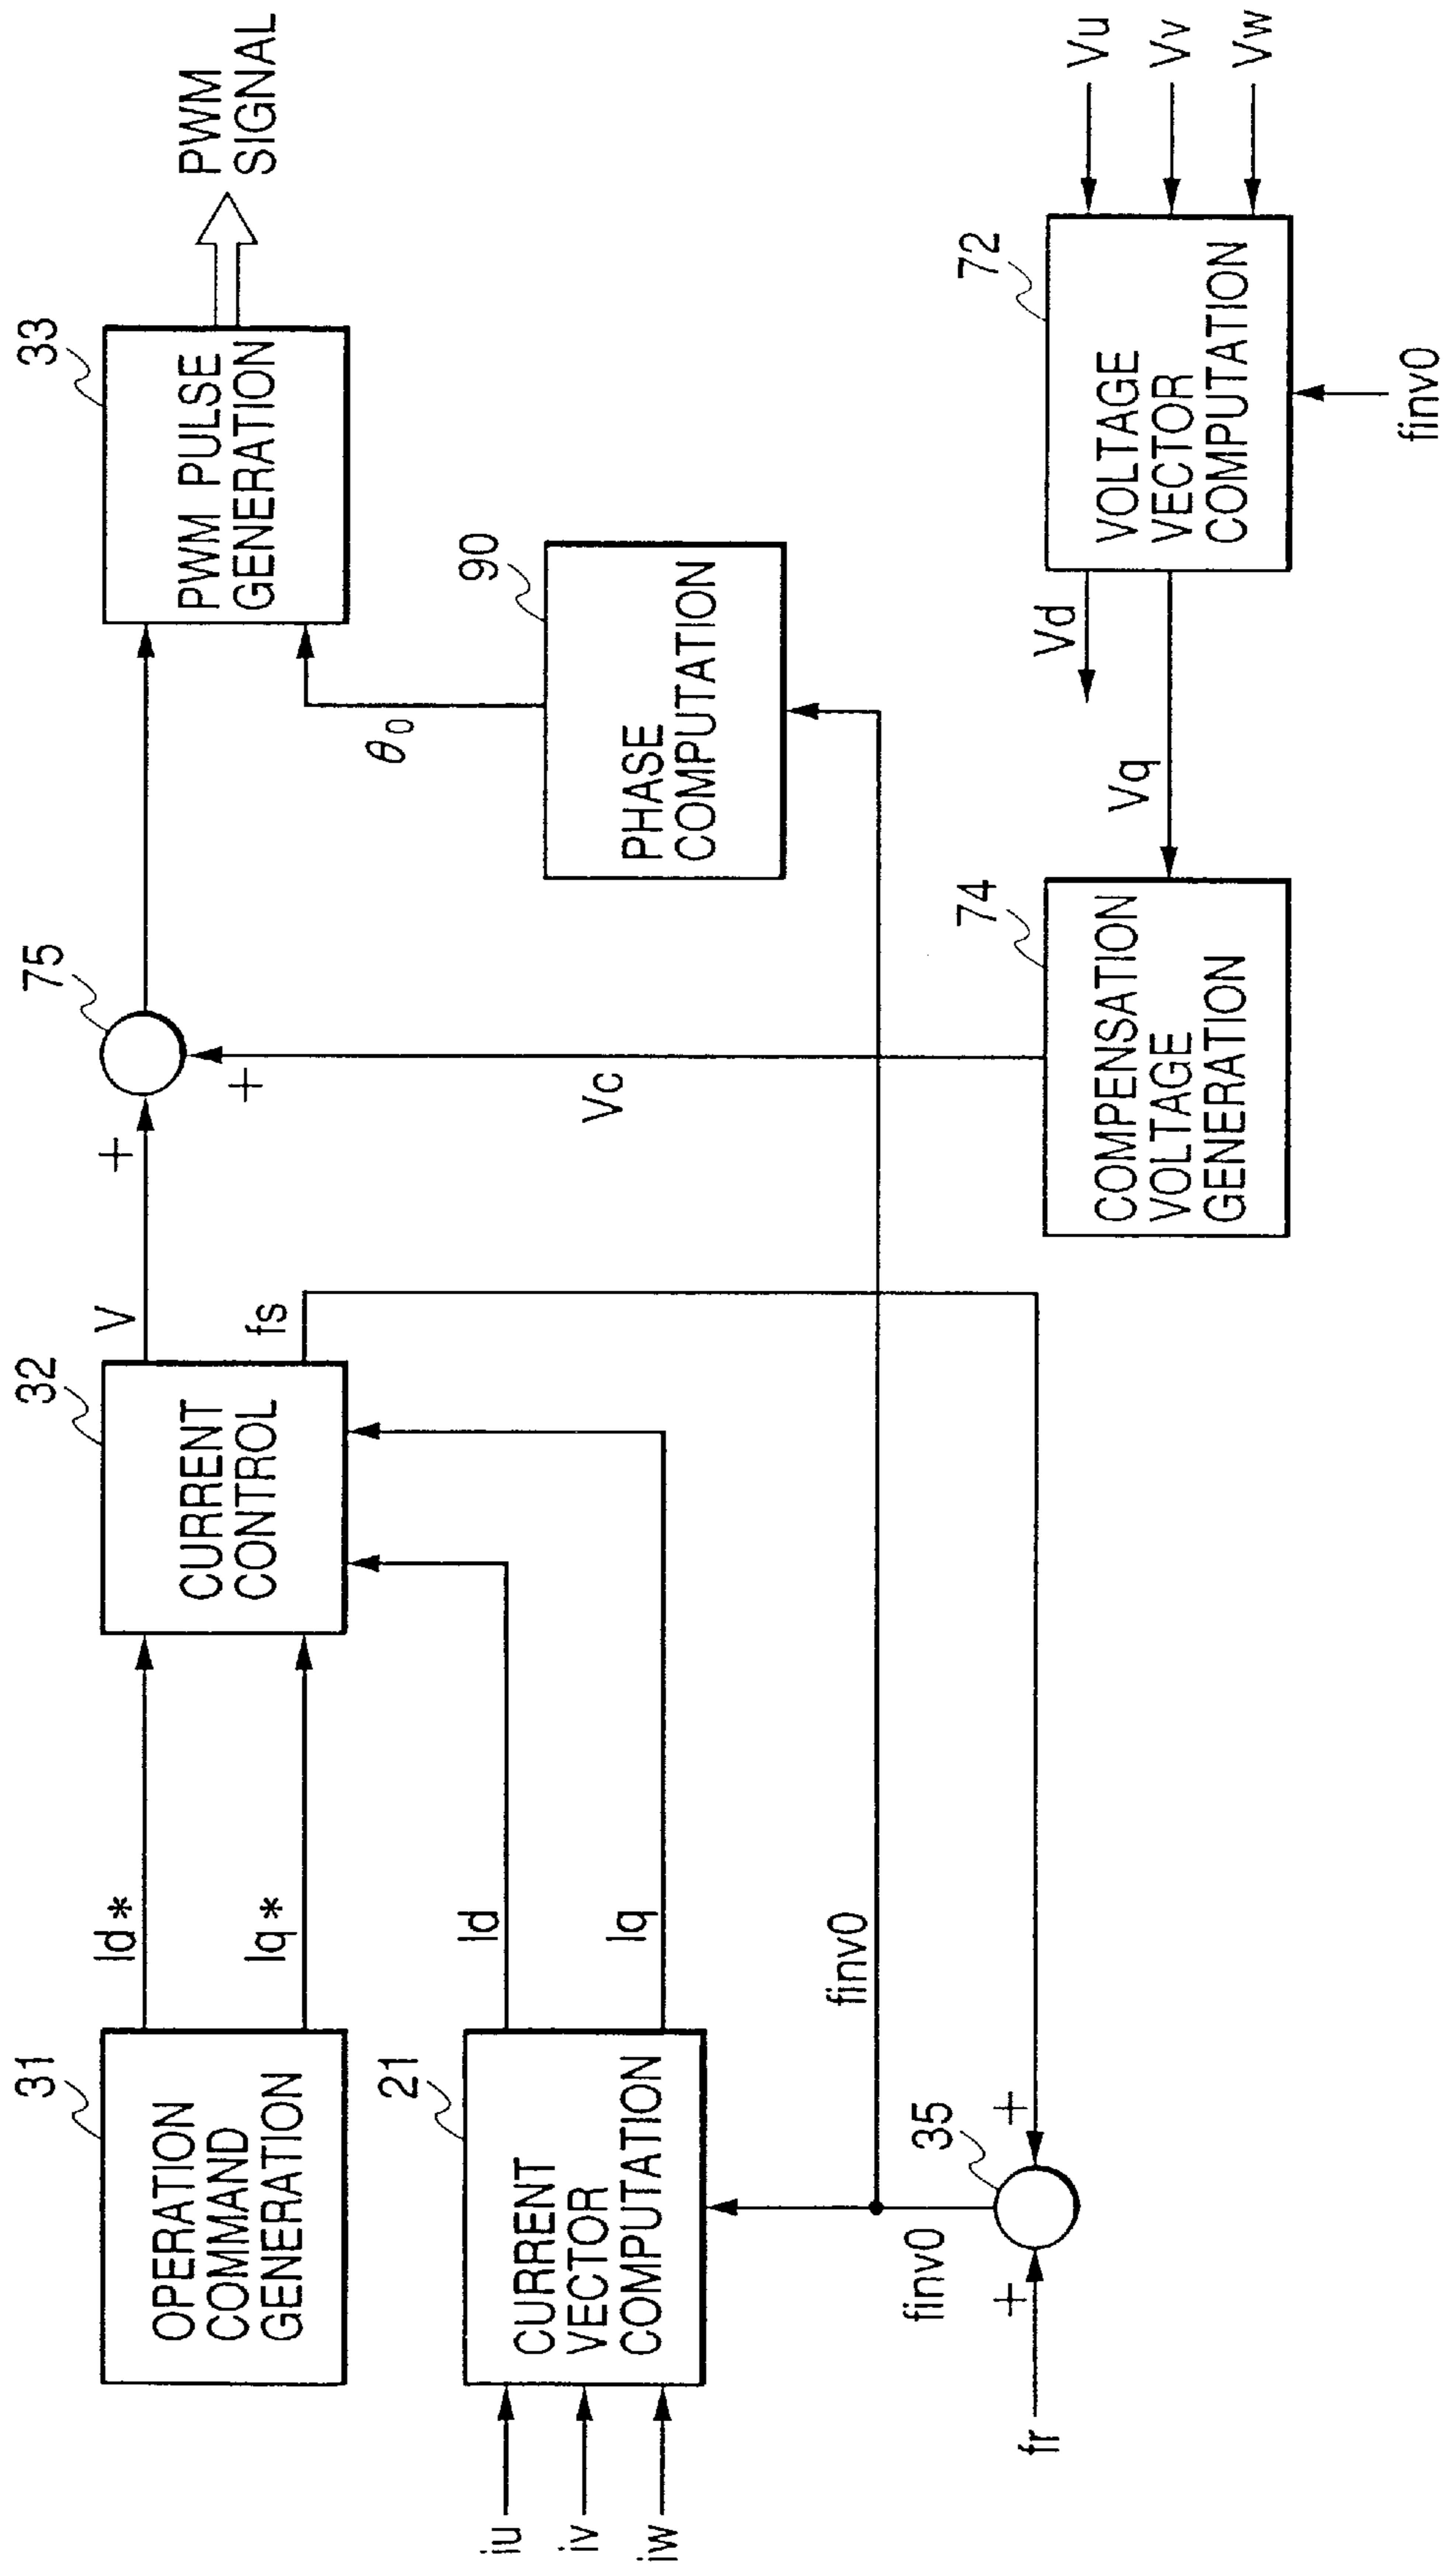 31
OPERATION
COMMAND
GENERATION
Id*
Iq*
32
CURRENT
CONTROL
V
fs
+
75
+
33
PWM PULSE
GENERATION
PWM
SIGNAL
iu
iv
iw
21
CURRENT
VECTOR
COMPUTATION
Id
Iq
Vc
90
PHASE
COMPUTATION
θ0
finv0
finv0
fr
+
35
+
74
COMPENSATION
VOLTAGE
GENERATION
Vq
Vd
72
VOLTAGE
VECTOR
COMPUTATION
Vu
Vv
Vw
finv0